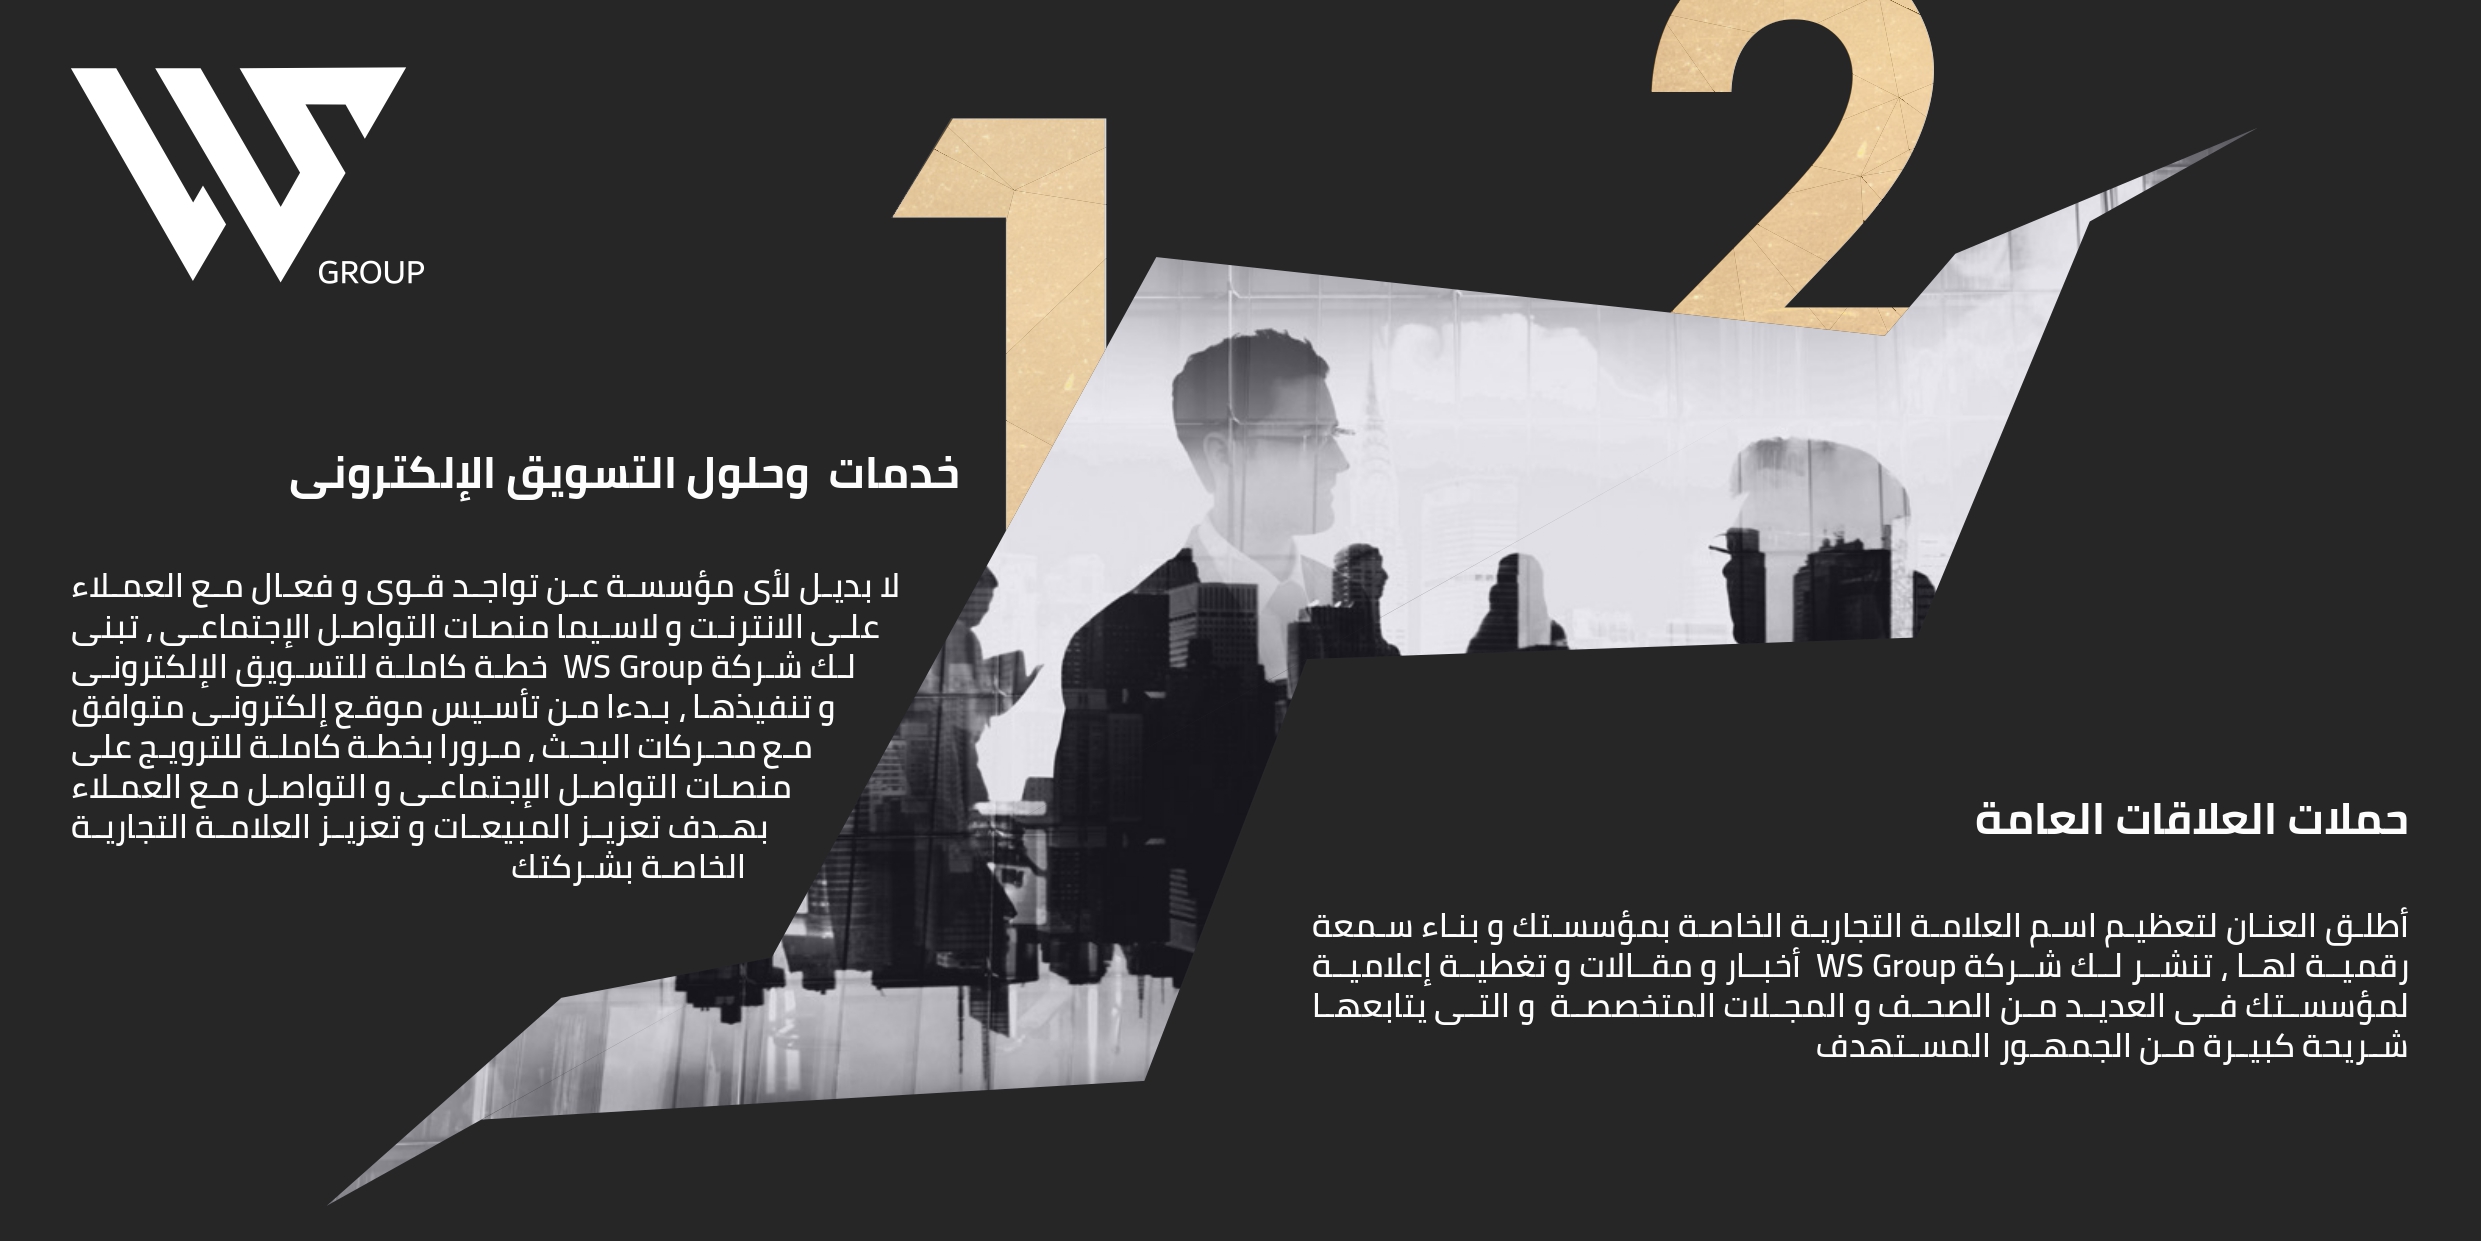 WS
GROUP
1
2
خدمات وحلول التسويق الإلكترونى
لا بديل لأى مؤسسة عن تواجد قوى و فعال مع العملاء
على الانترنت و لاسيما منصات التواصل الإجتماعى , تبنى
لك شركة WS Group خطة كاملة للتسويق الإلكترونى
و تنفيذها , بدءا من تأسيس موقع إلكترونى متوافق
مع محركات البحث , مرورا بخطة كاملة للترويج على
منصات التواصل الإجتماعى و التواصل مع العملاء
بهدف تعزيز المبيعات و تعزيز العلامة التجارية
الخاصة بشركتك
حملات العلاقات العامة
أطلق العنان لتعظيم اسم العلامة التجارية الخاصة بمؤسستك و بناء سمعة
رقمية لها , تنشر لك شركة WS Group أخبار و مقالات و تغطية إعلامية
لمؤسستك فى العديد من الصحف و المجلات المتخصصة و التى يتابعها
شريحة كبيرة من الجمهور المستهدف